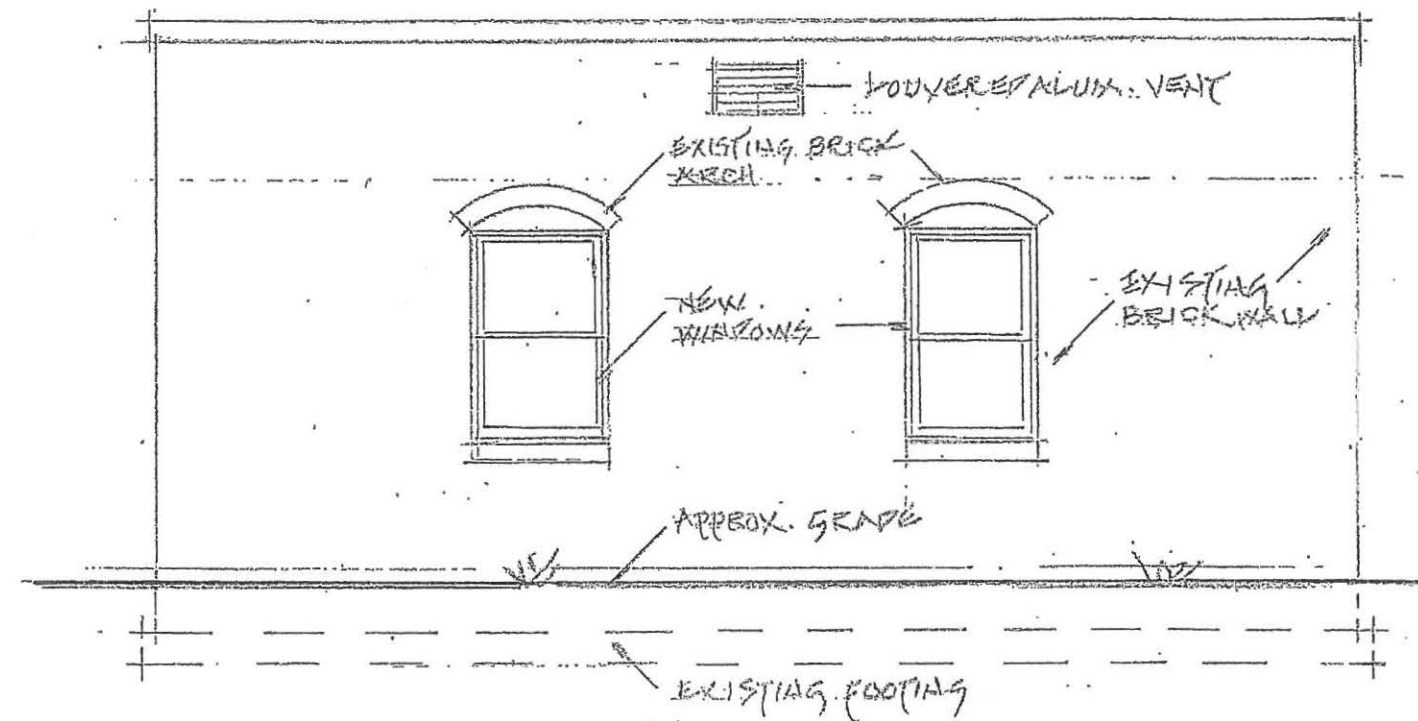 LOUVERED ALUM. VENT
EXISTING BRICK
ARCH
NEW
WINDOWS
EXISTING
BRICK WALL
APPROX. GRADE
EXISTING FOOTING